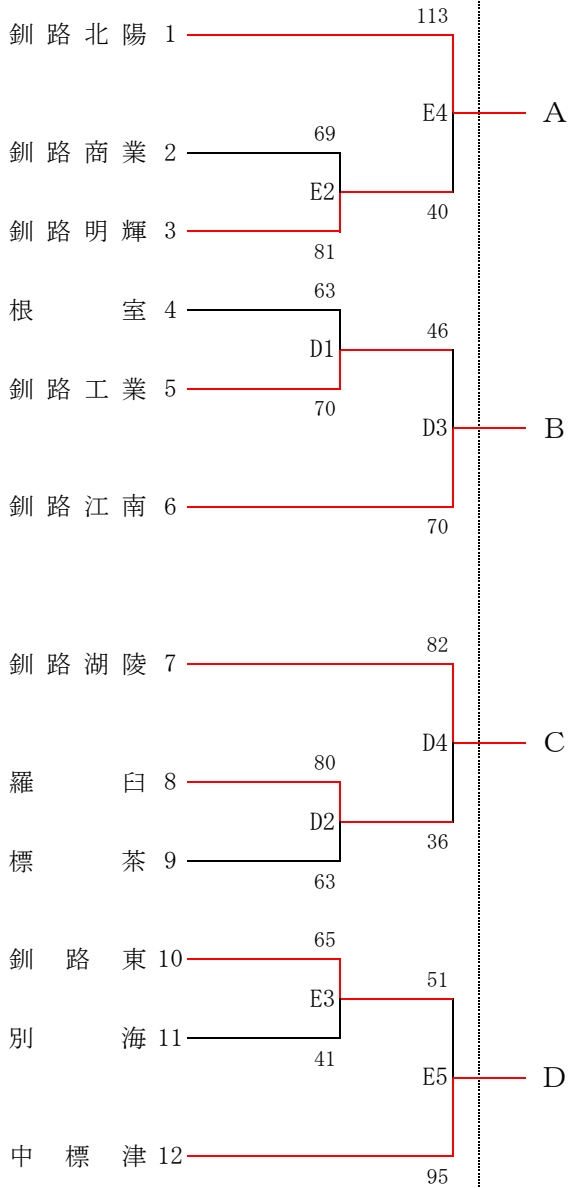 113
釧路北陽 1
E4 A
69
釧路商業 2
E2
40
釧路明輝 3
81
63
根室 4
46
D1
釧路工業 5
70
D3 B
釧路江南 6
70
82
釧路湖陵 7
D4 C
80
羅臼 8
D2
36
標茶 9
63
65
釧路東 10
51
E3
別海 11
41
E5 D
中標津 12
95